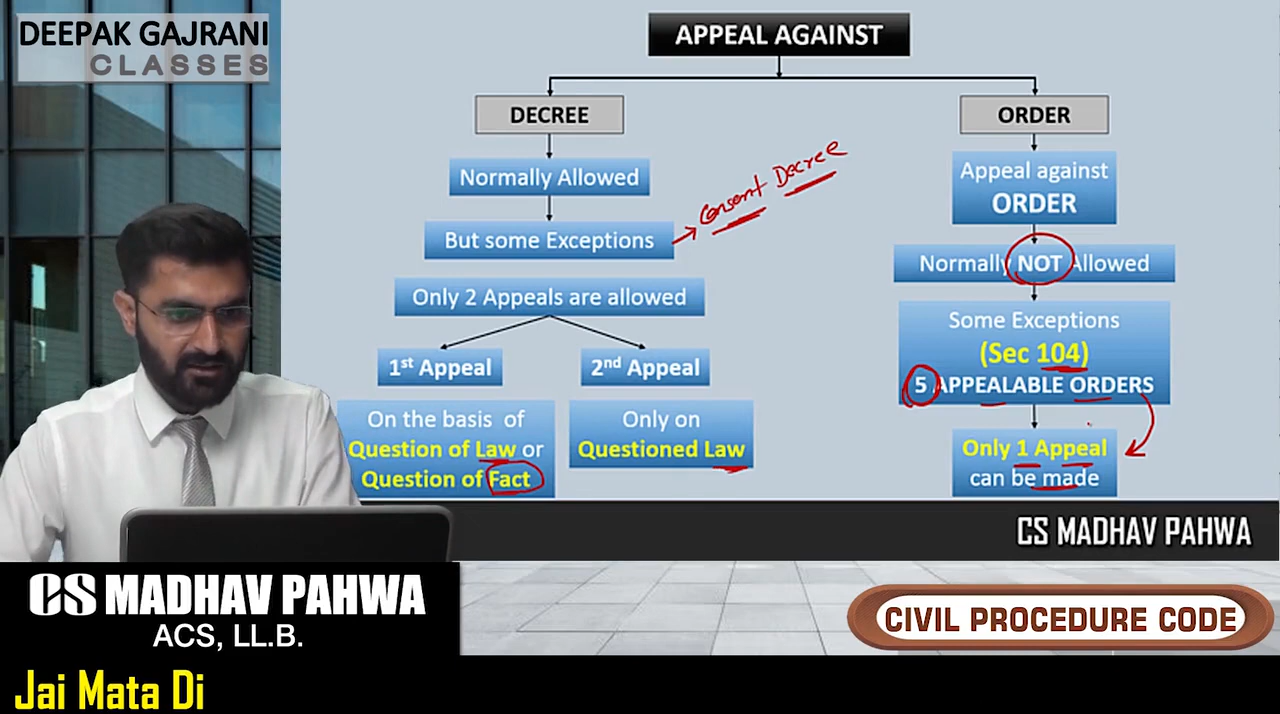 DEEPAK GAJRANI
CLASSES
APPEAL AGAINST
DECREE
Normally Allowed
But some Exceptions
Consent Decree
Only 2 Appeals are allowed
1st Appeal
On the basis of
Question of Law or
Question of Fact
2nd Appeal
Only on
Questioned Law
ORDER
Appeal against
ORDER
Normally NOT Allowed
Some Exceptions
(Sec 104)
5 APPEALABLE ORDERS
Only 1 Appeal
can be made
CS MADHAV PAHWA
CS MADHAV PAHWA
ACS, LL.B.
CIVIL PROCEDURE CODE
Jai Mata Di